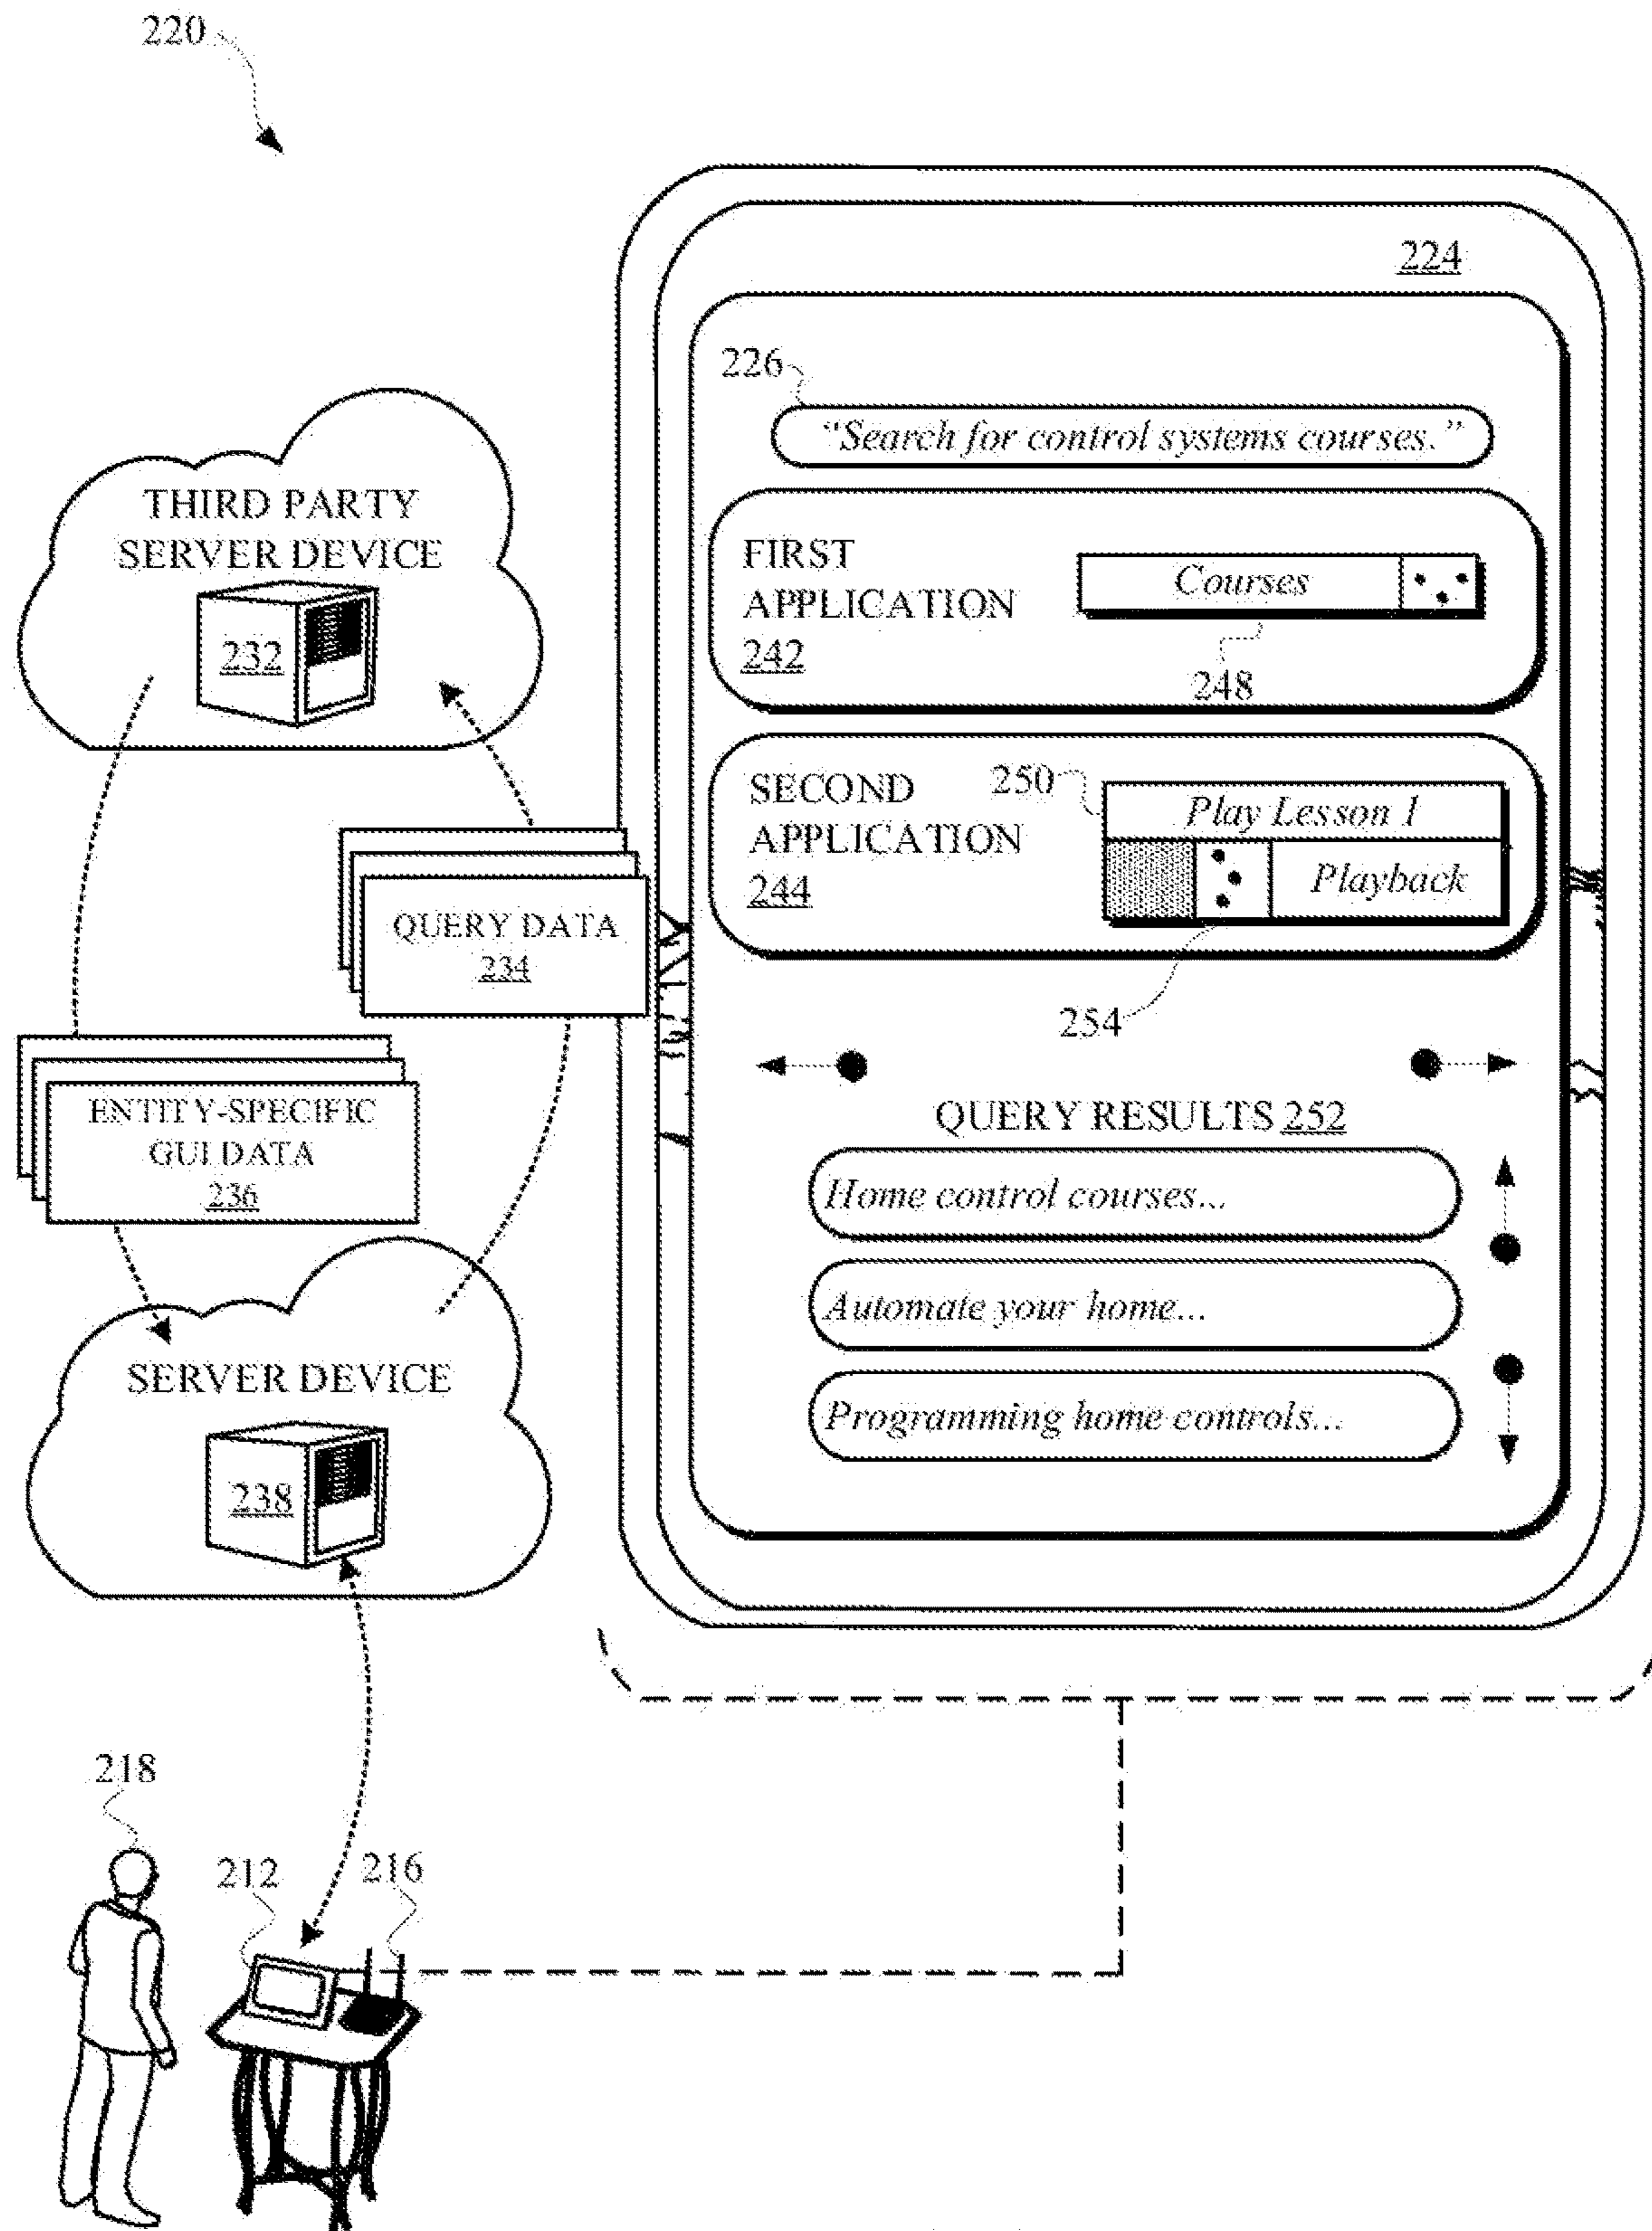 220
224
226
"Search for control systems courses."
THIRD PARTY
SERVER DEVICE
232
FIRST
APPLICATION
242
Courses
248
SECOND
APPLICATION
244
250
Play Lesson 1
Playback
254
QUERY DATA
234
ENTITY-SPECIFIC
GUI DATA
236
QUERY RESULTS 252
Home control courses...
Automate your home...
Programming home controls...
SERVER DEVICE
238
218
212
216